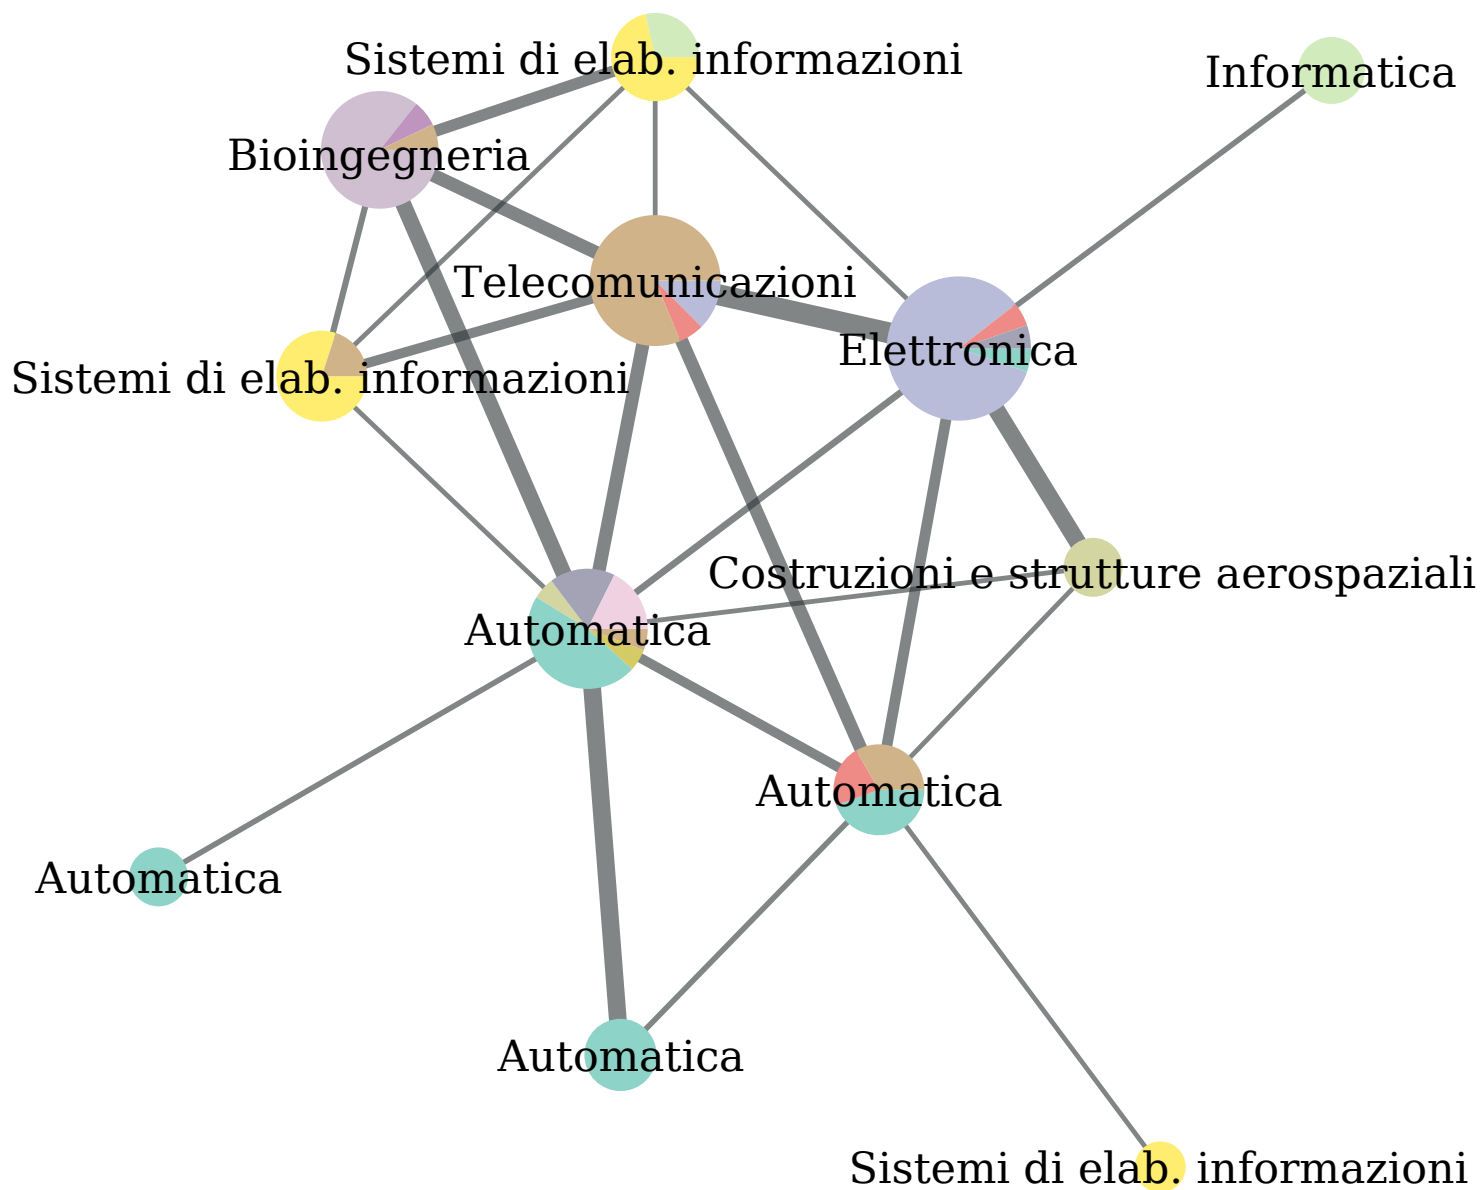 Sistemi di elab. informazioni
Informatica
Bioingegneria
Telecomunicazioni
Elettronica
Sistemi di elab. informazioni
Costruzioni e strutture aerospaziali
Automatica
Automatica
Automatica
Automatica
Sistemi di elab. informazioni